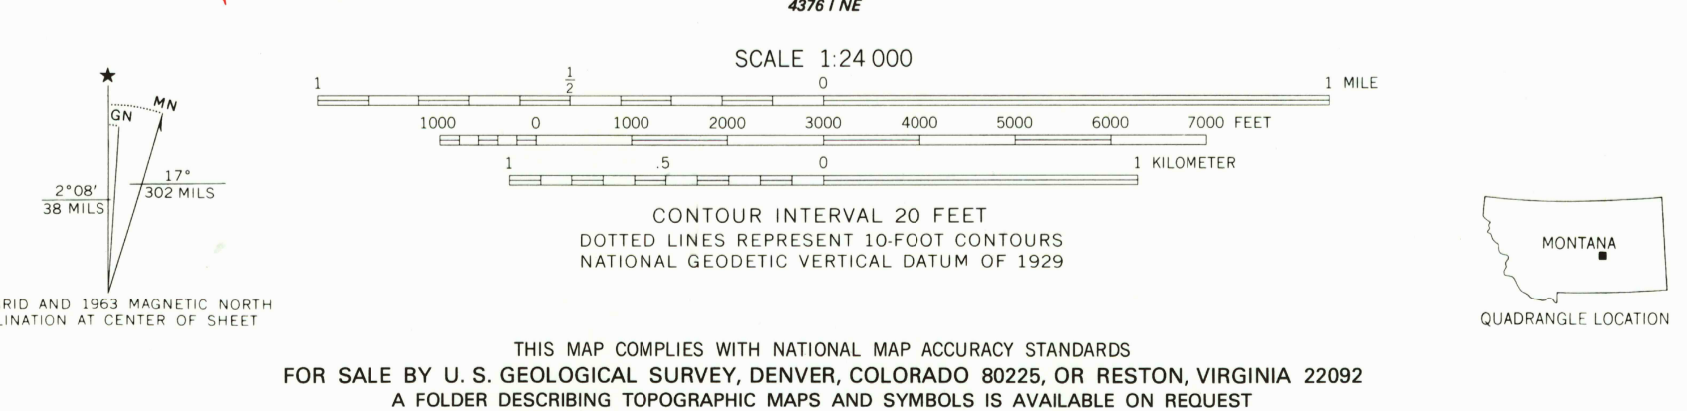 4376 I NE
SCALE 1:24 000
1 1/2 0 1 MILE
1000 0 1000 2000 3000 4000 5000 6000 7000 FEET
1 .5 0 1 KILOMETER
CONTOUR INTERVAL 20 FEET
DOTTED LINES REPRESENT 10-FOOT CONTOURS
NATIONAL GEODETIC VERTICAL DATUM OF 1929
★
MN
GN
17°
302 MILS
2°08'
38 MILS
RID AND 1963 MAGNETIC NORTH
LINATION AT CENTER OF SHEET
MONTANA
QUADRANGLE LOCATION
THIS MAP COMPLIES WITH NATIONAL MAP ACCURACY STANDARDS
FOR SALE BY U. S. GEOLOGICAL SURVEY, DENVER, COLORADO 80225, OR RESTON, VIRGINIA 22092
A FOLDER DESCRIBING TOPOGRAPHIC MAPS AND SYMBOLS IS AVAILABLE ON REQUEST